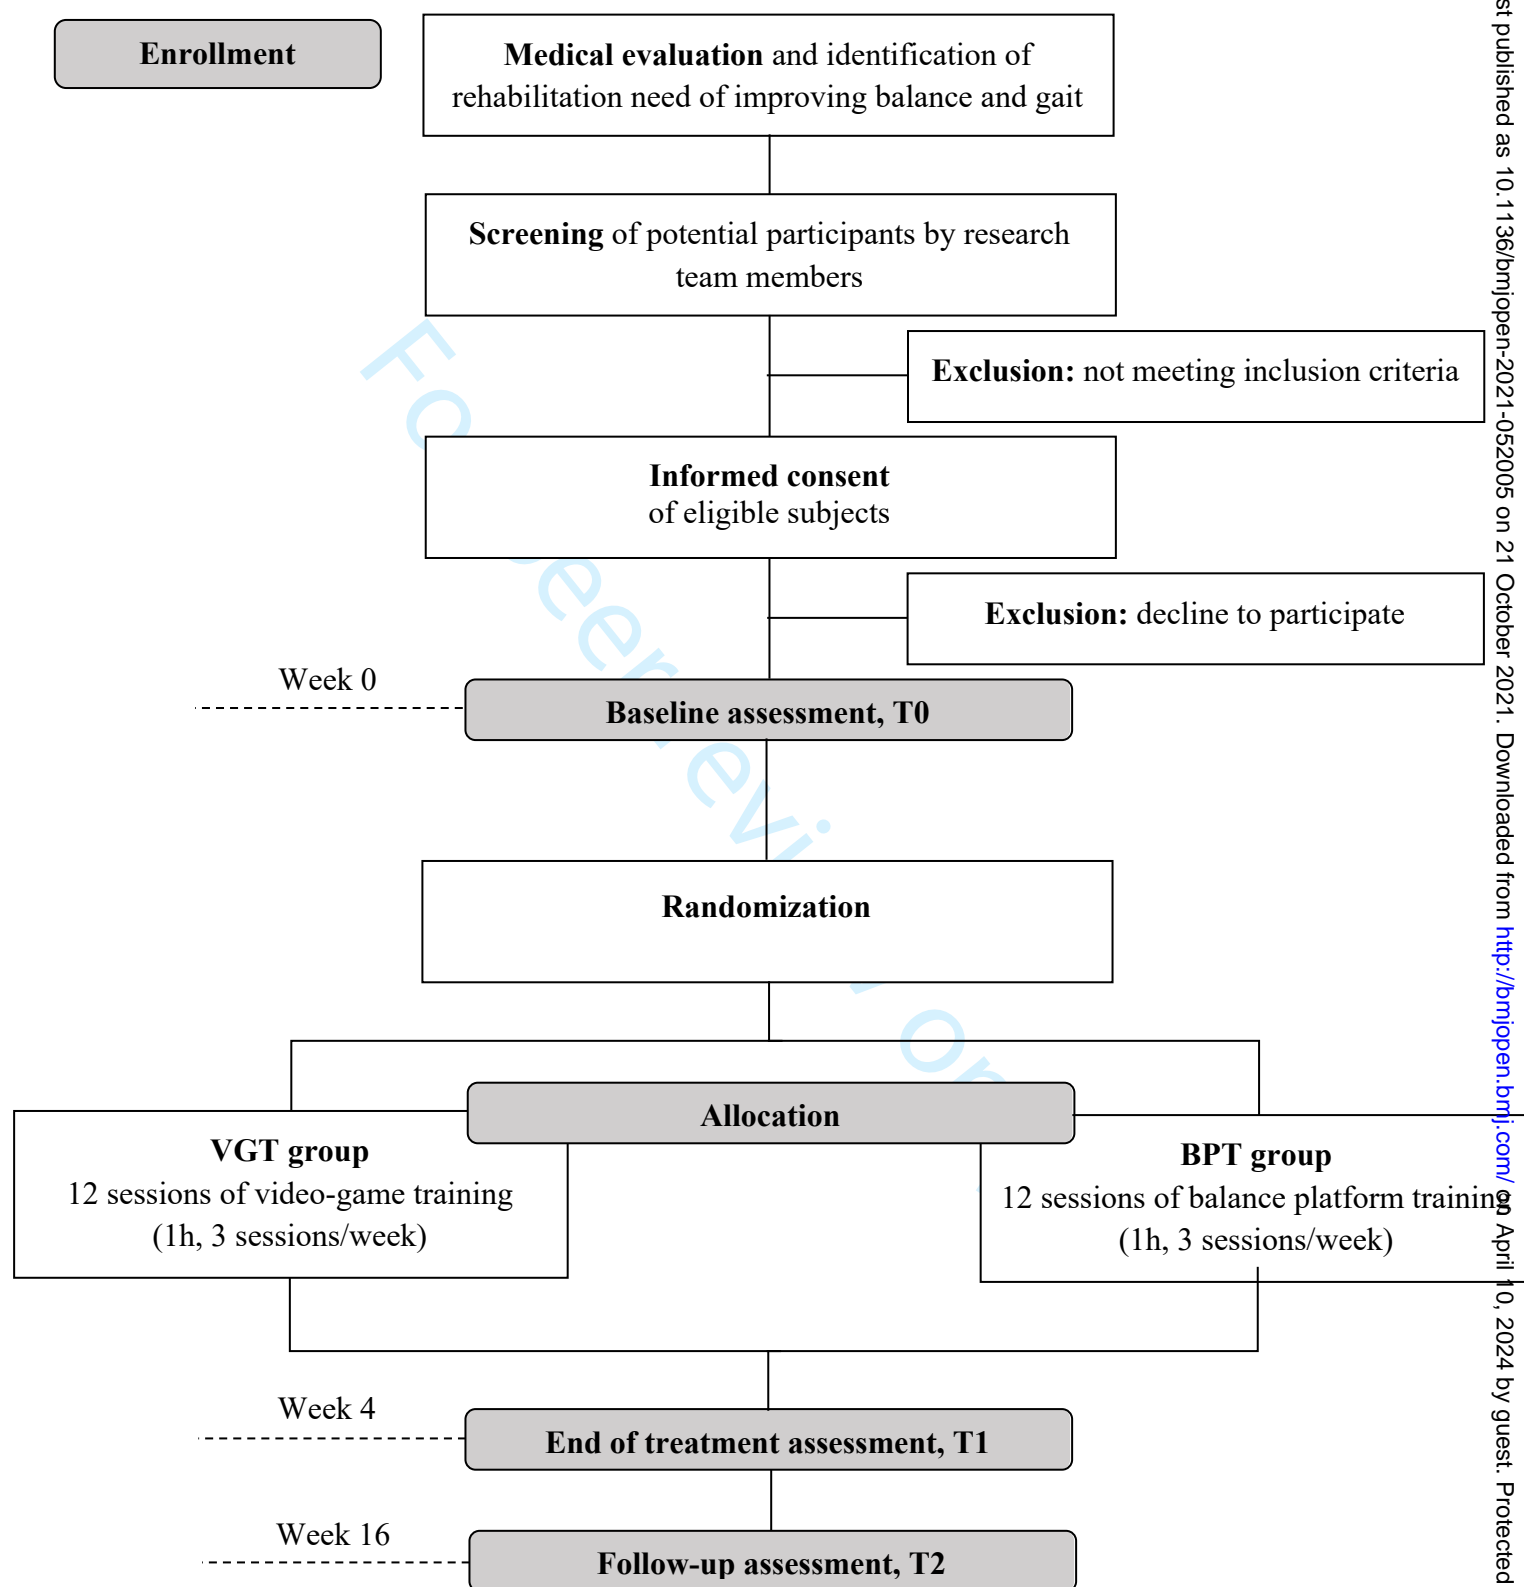 Enrollment
Medical evaluation and identification of
rehabilitation need of improving balance and gait
Screening of potential participants by research
team members
Exclusion: not meeting inclusion criteria
Informed consent
of eligible subjects
Exclusion: decline to participate
Week 0
Baseline assessment, T0
Randomization
Allocation
VGT group
12 sessions of video-game training
(1h, 3 sessions/week)
BPT group
12 sessions of balance platform training
(1h, 3 sessions/week)
Week 4
End of treatment assessment, T1
Week 16
Follow-up assessment, T2
published as 10.1136/bmjopen-2021-052005 on 21 October 2021. Downloaded from http://bmjopen.bmj.com/ on April 10, 2024 by guest. Protected